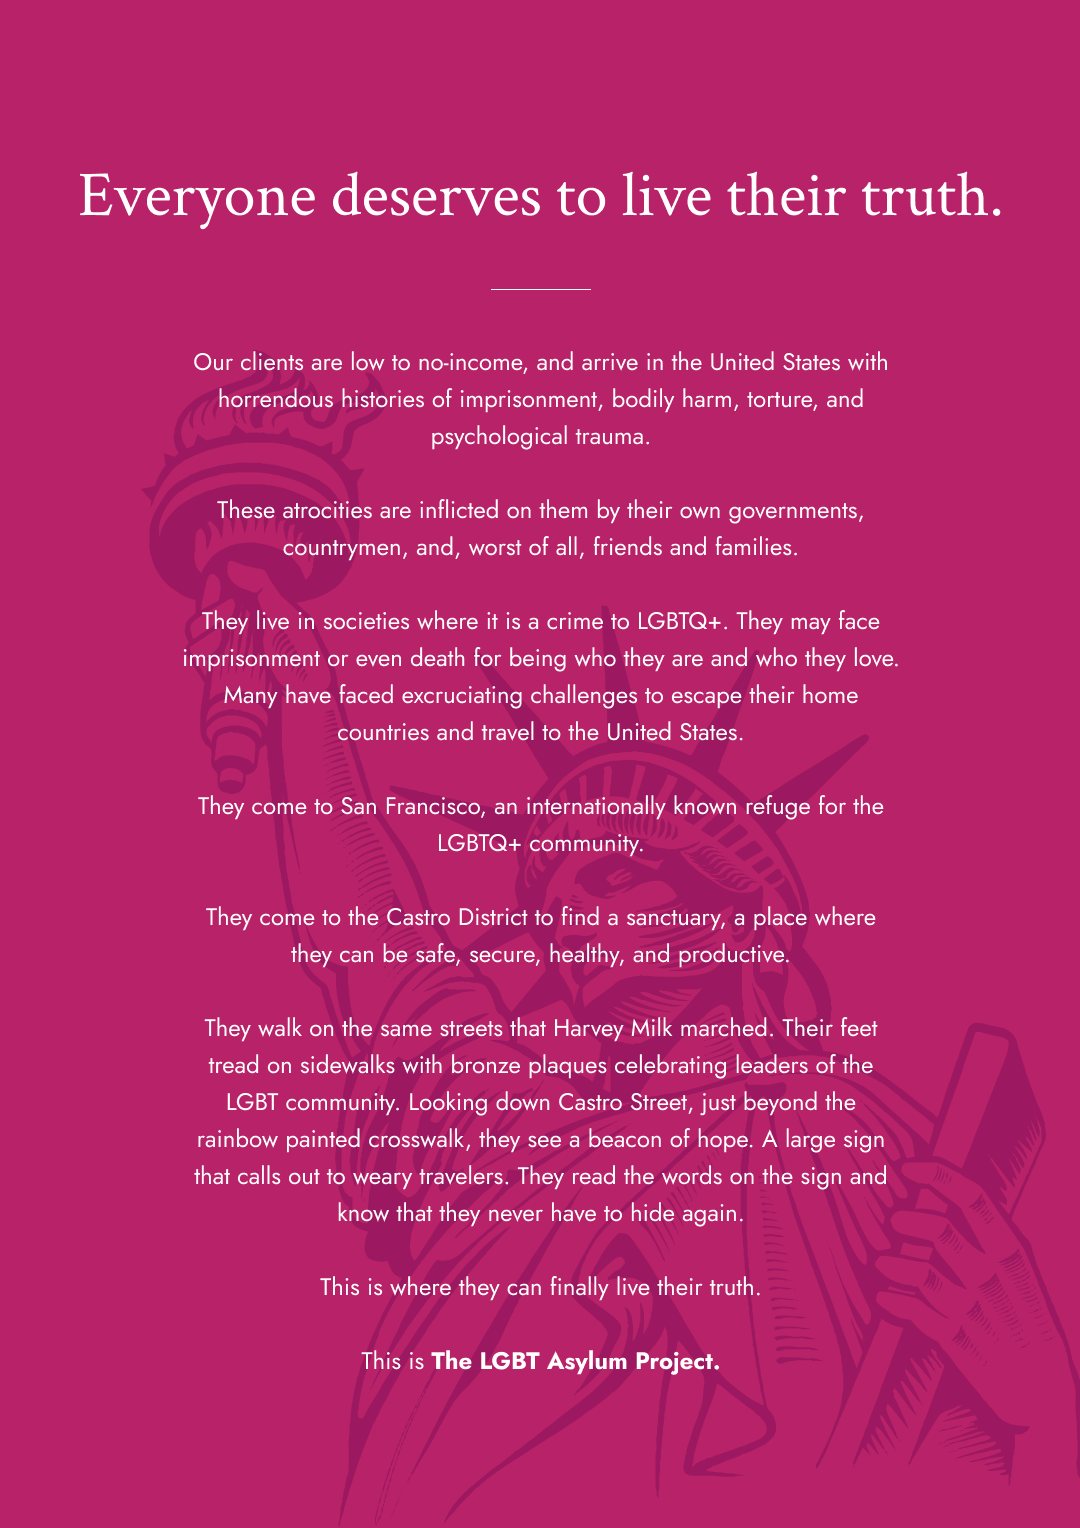 Everyone deserves to live their truth.
Our clients are low to no-income, and arrive in the United States with
horrendous histories of imprisonment, bodily harm, torture, and
psychological trauma.
These atrocities are inflicted on them by their own governments,
countrymen, and, worst of all, friends and families.
They live in societies where it is a crime to LGBTQ+. They may face
imprisonment or even death for being who they are and who they love.
Many have faced excruciating challenges to escape their home
countries and travel to the United States.
They come to San Francisco, an internationally known refuge for the
LGBTQ+ community.
They come to the Castro District to find a sanctuary, a place where
they can be safe, secure, healthy, and productive.
They walk on the same streets that Harvey Milk marched. Their feet
tread on sidewalks with bronze plaques celebrating leaders of the
LGBT community. Looking down Castro Street, just beyond the
rainbow painted crosswalk, they see a beacon of hope. A large sign
that calls out to weary travelers. They read the words on the sign and
know that they never have to hide again.
This is where they can finally live their truth.
This is The LGBT Asylum Project.